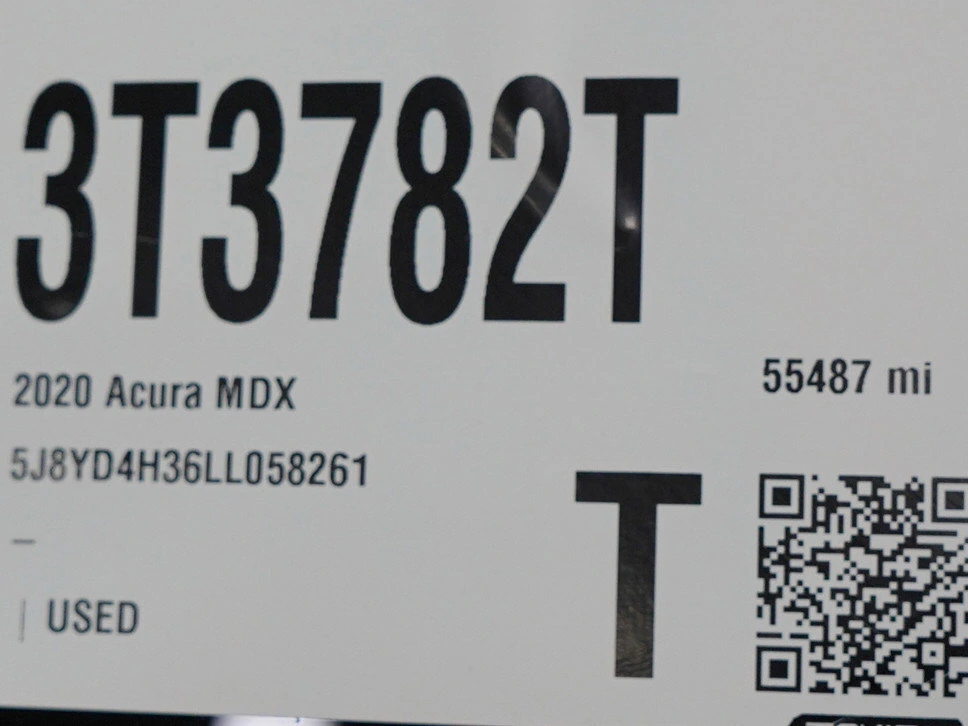 3T3782T
2020 Acura MDX
55487 mi
5J8YD4H36LL058261
T
–
| USED